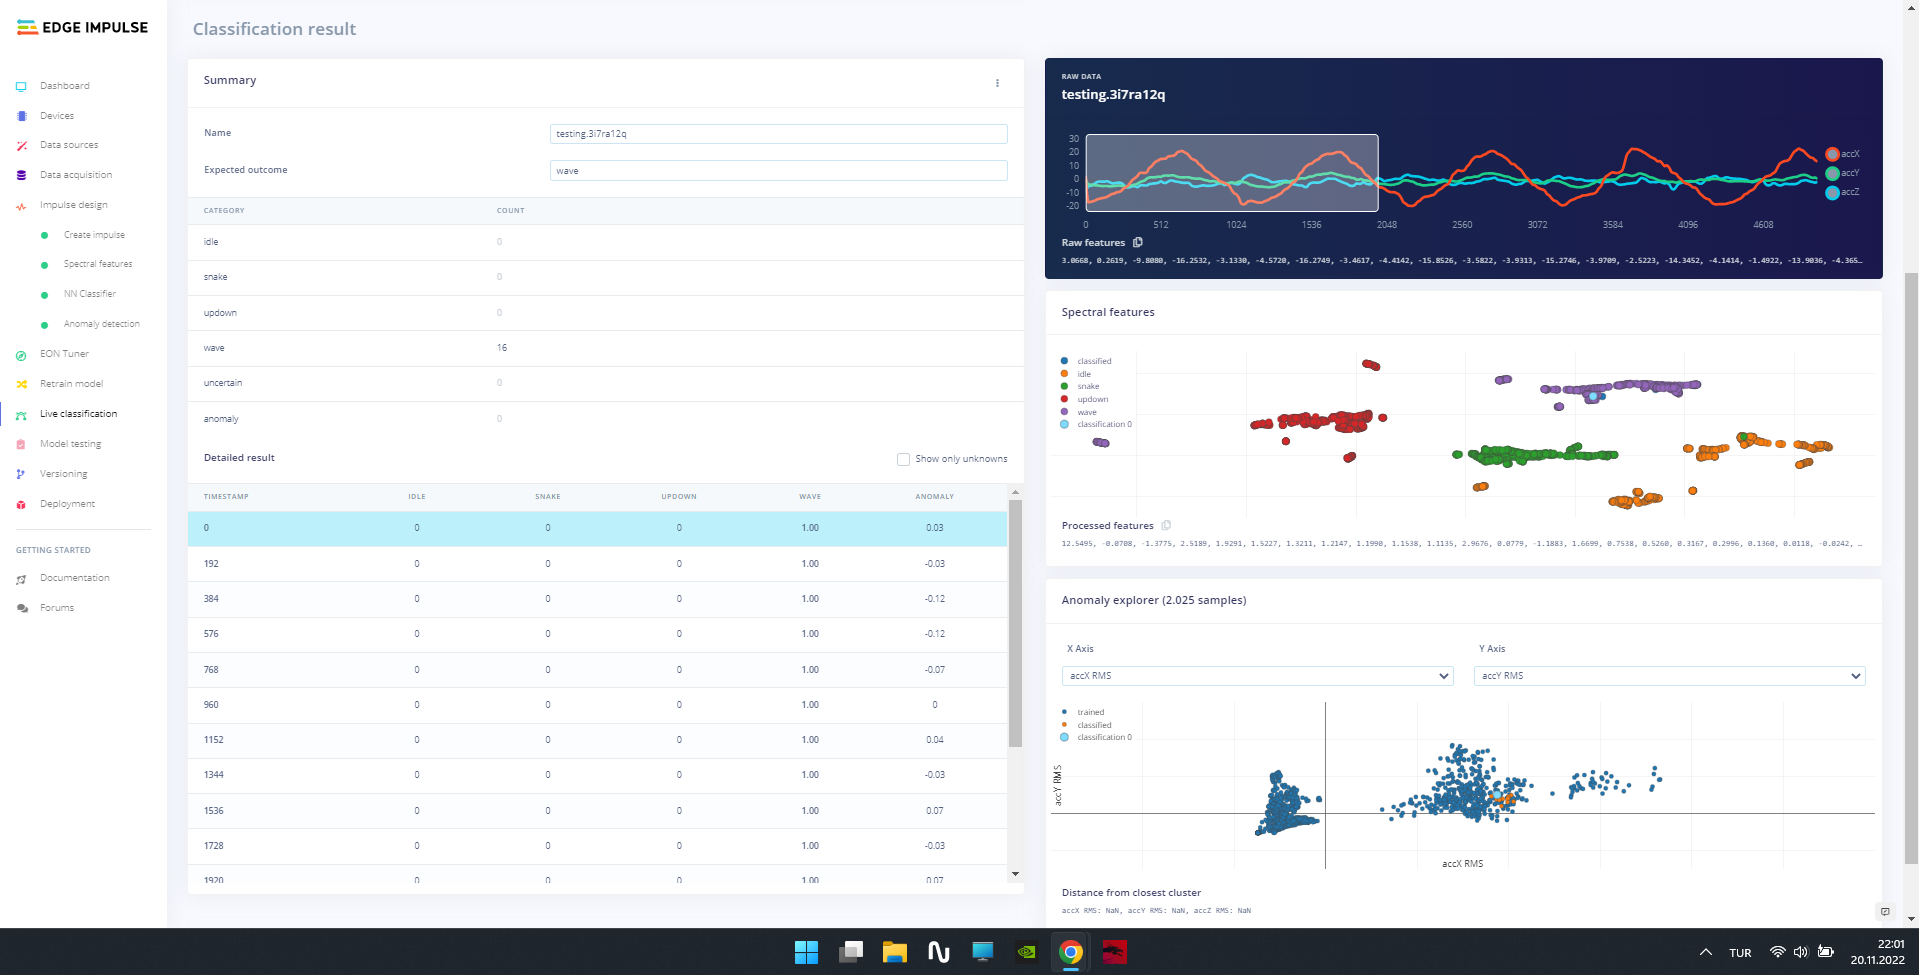 EDGE IMPULSE
Dashboard
Devices
Data sources
Data acquisition
Impulse design
Create impulse
Spectral features
NN Classifier
Anomaly detection
EON Tuner
Retrain model
Live classification
Model testing
Versioning
Deployment
GETTING STARTED
Documentation
Forums
Classification result
Summary
Name testing.3i7ra12q
Expected outcome wave
CATEGORY COUNT
idle 0
snake 0
updown 0
wave 16
uncertain 0
anomaly 0
Detailed result Show only unknowns
TIMESTAMP IDLE SNAKE UPDOWN WAVE ANOMALY
0 0 0 0 1.00 0.03
192 0 0 0 1.00 -0.03
384 0 0 0 1.00 -0.12
576 0 0 0 1.00 -0.12
768 0 0 0 1.00 -0.07
960 0 0 0 1.00 0
1152 0 0 0 1.00 0.04
1344 0 0 0 1.00 -0.03
1536 0 0 0 1.00 0.07
1728 0 0 0 1.00 -0.03
1920 0 0 0 1.00 0.07
RAW DATA
testing.3i7ra12q
30
20
10
0
-10
-20
0 512 1024 1536 2048 2560 3072 3584 4096 4608
accX
accY
accZ
Raw features
3.0668, 0.2619, -9.8080, -16.2532, -3.1330, -4.5720, -16.2749, -3.4617, -4.4142, -15.8526, -3.5822, -3.9313, -15.2746, -3.9709, -2.5223, -14.3452, -4.1414, -1.4922, -13.9036, -4.365…
Spectral features
classified
idle
snake
updown
wave
classification 0
Processed features
12.5495, -0.0708, -1.3775, 2.5189, 1.9291, 1.5227, 1.3211, 1.2147, 1.1990, 1.1538, 1.1135, 2.9676, 0.0779, -1.1883, 1.6699, 0.7538, 0.5260, 0.3167, 0.2996, 0.1360, 0.0118, -0.0242, …
Anomaly explorer (2.025 samples)
X Axis Y Axis
accX RMS accY RMS
trained
classified
classification 0
accY RMS
accX RMS
Distance from closest cluster
accX RMS: NaN, accY RMS: NaN, accZ RMS: NaN
TUR
22:01
20.11.2022